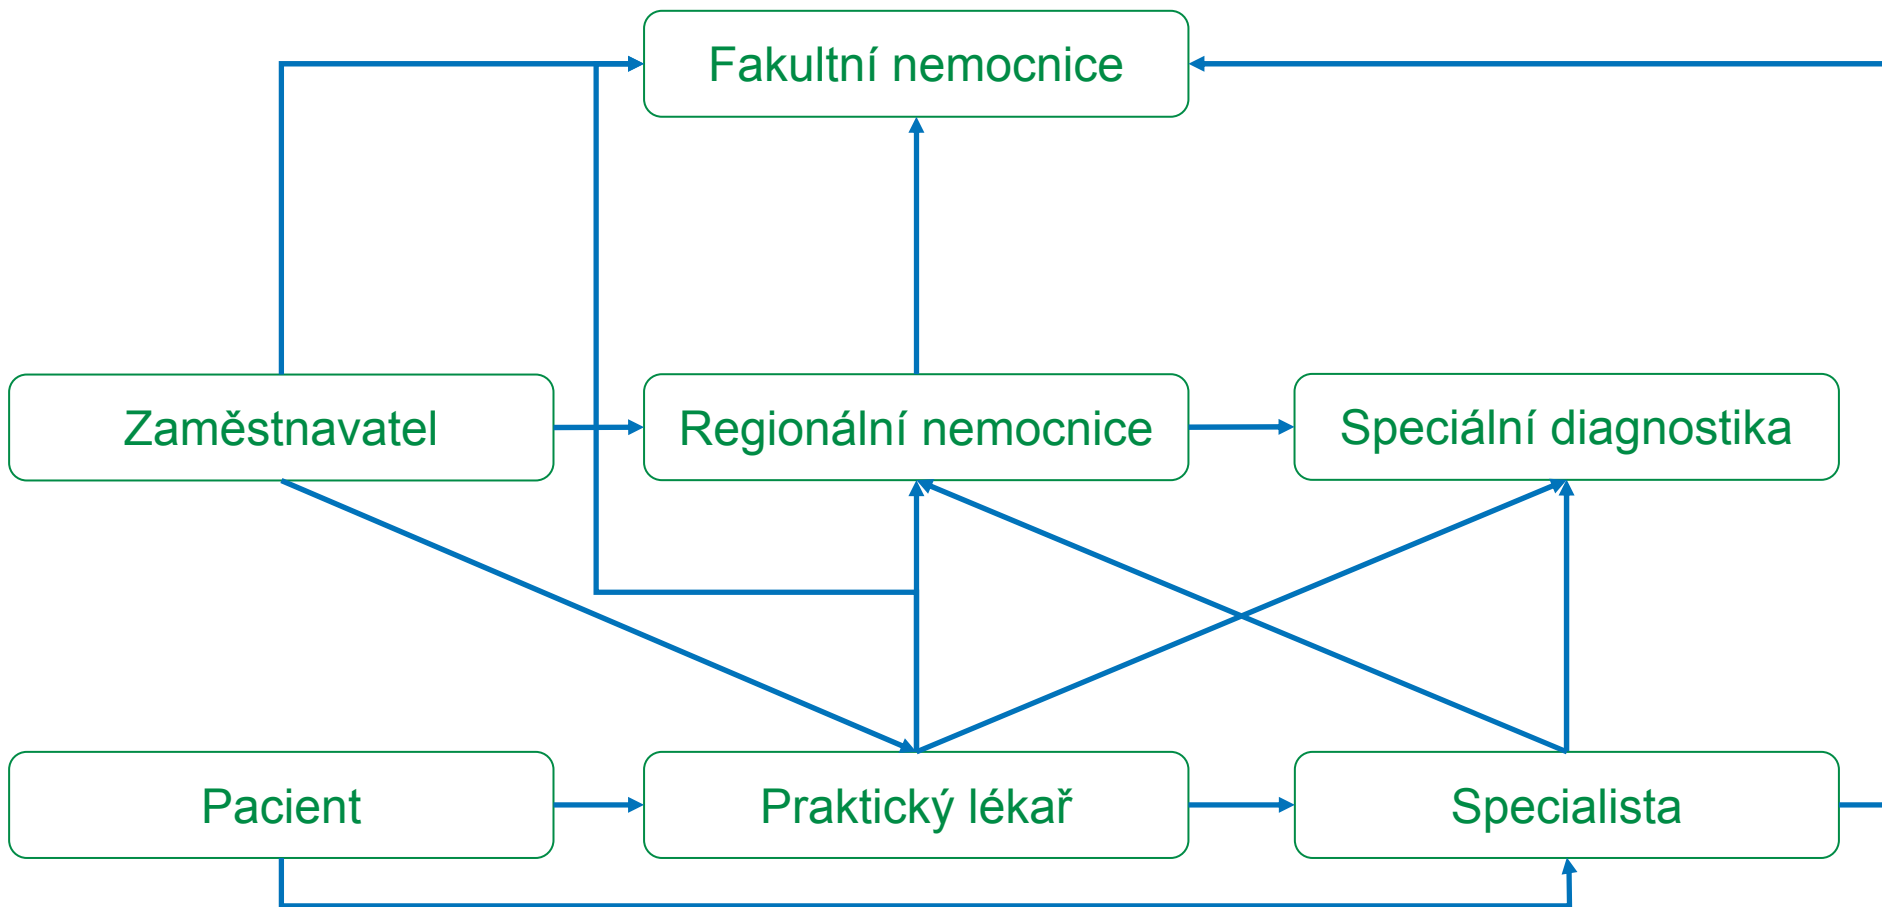 Fakultní nemocnice
Zaměstnavatel
Regionální nemocnice
Speciální diagnostika
Pacient
Praktický lékař
Specialista